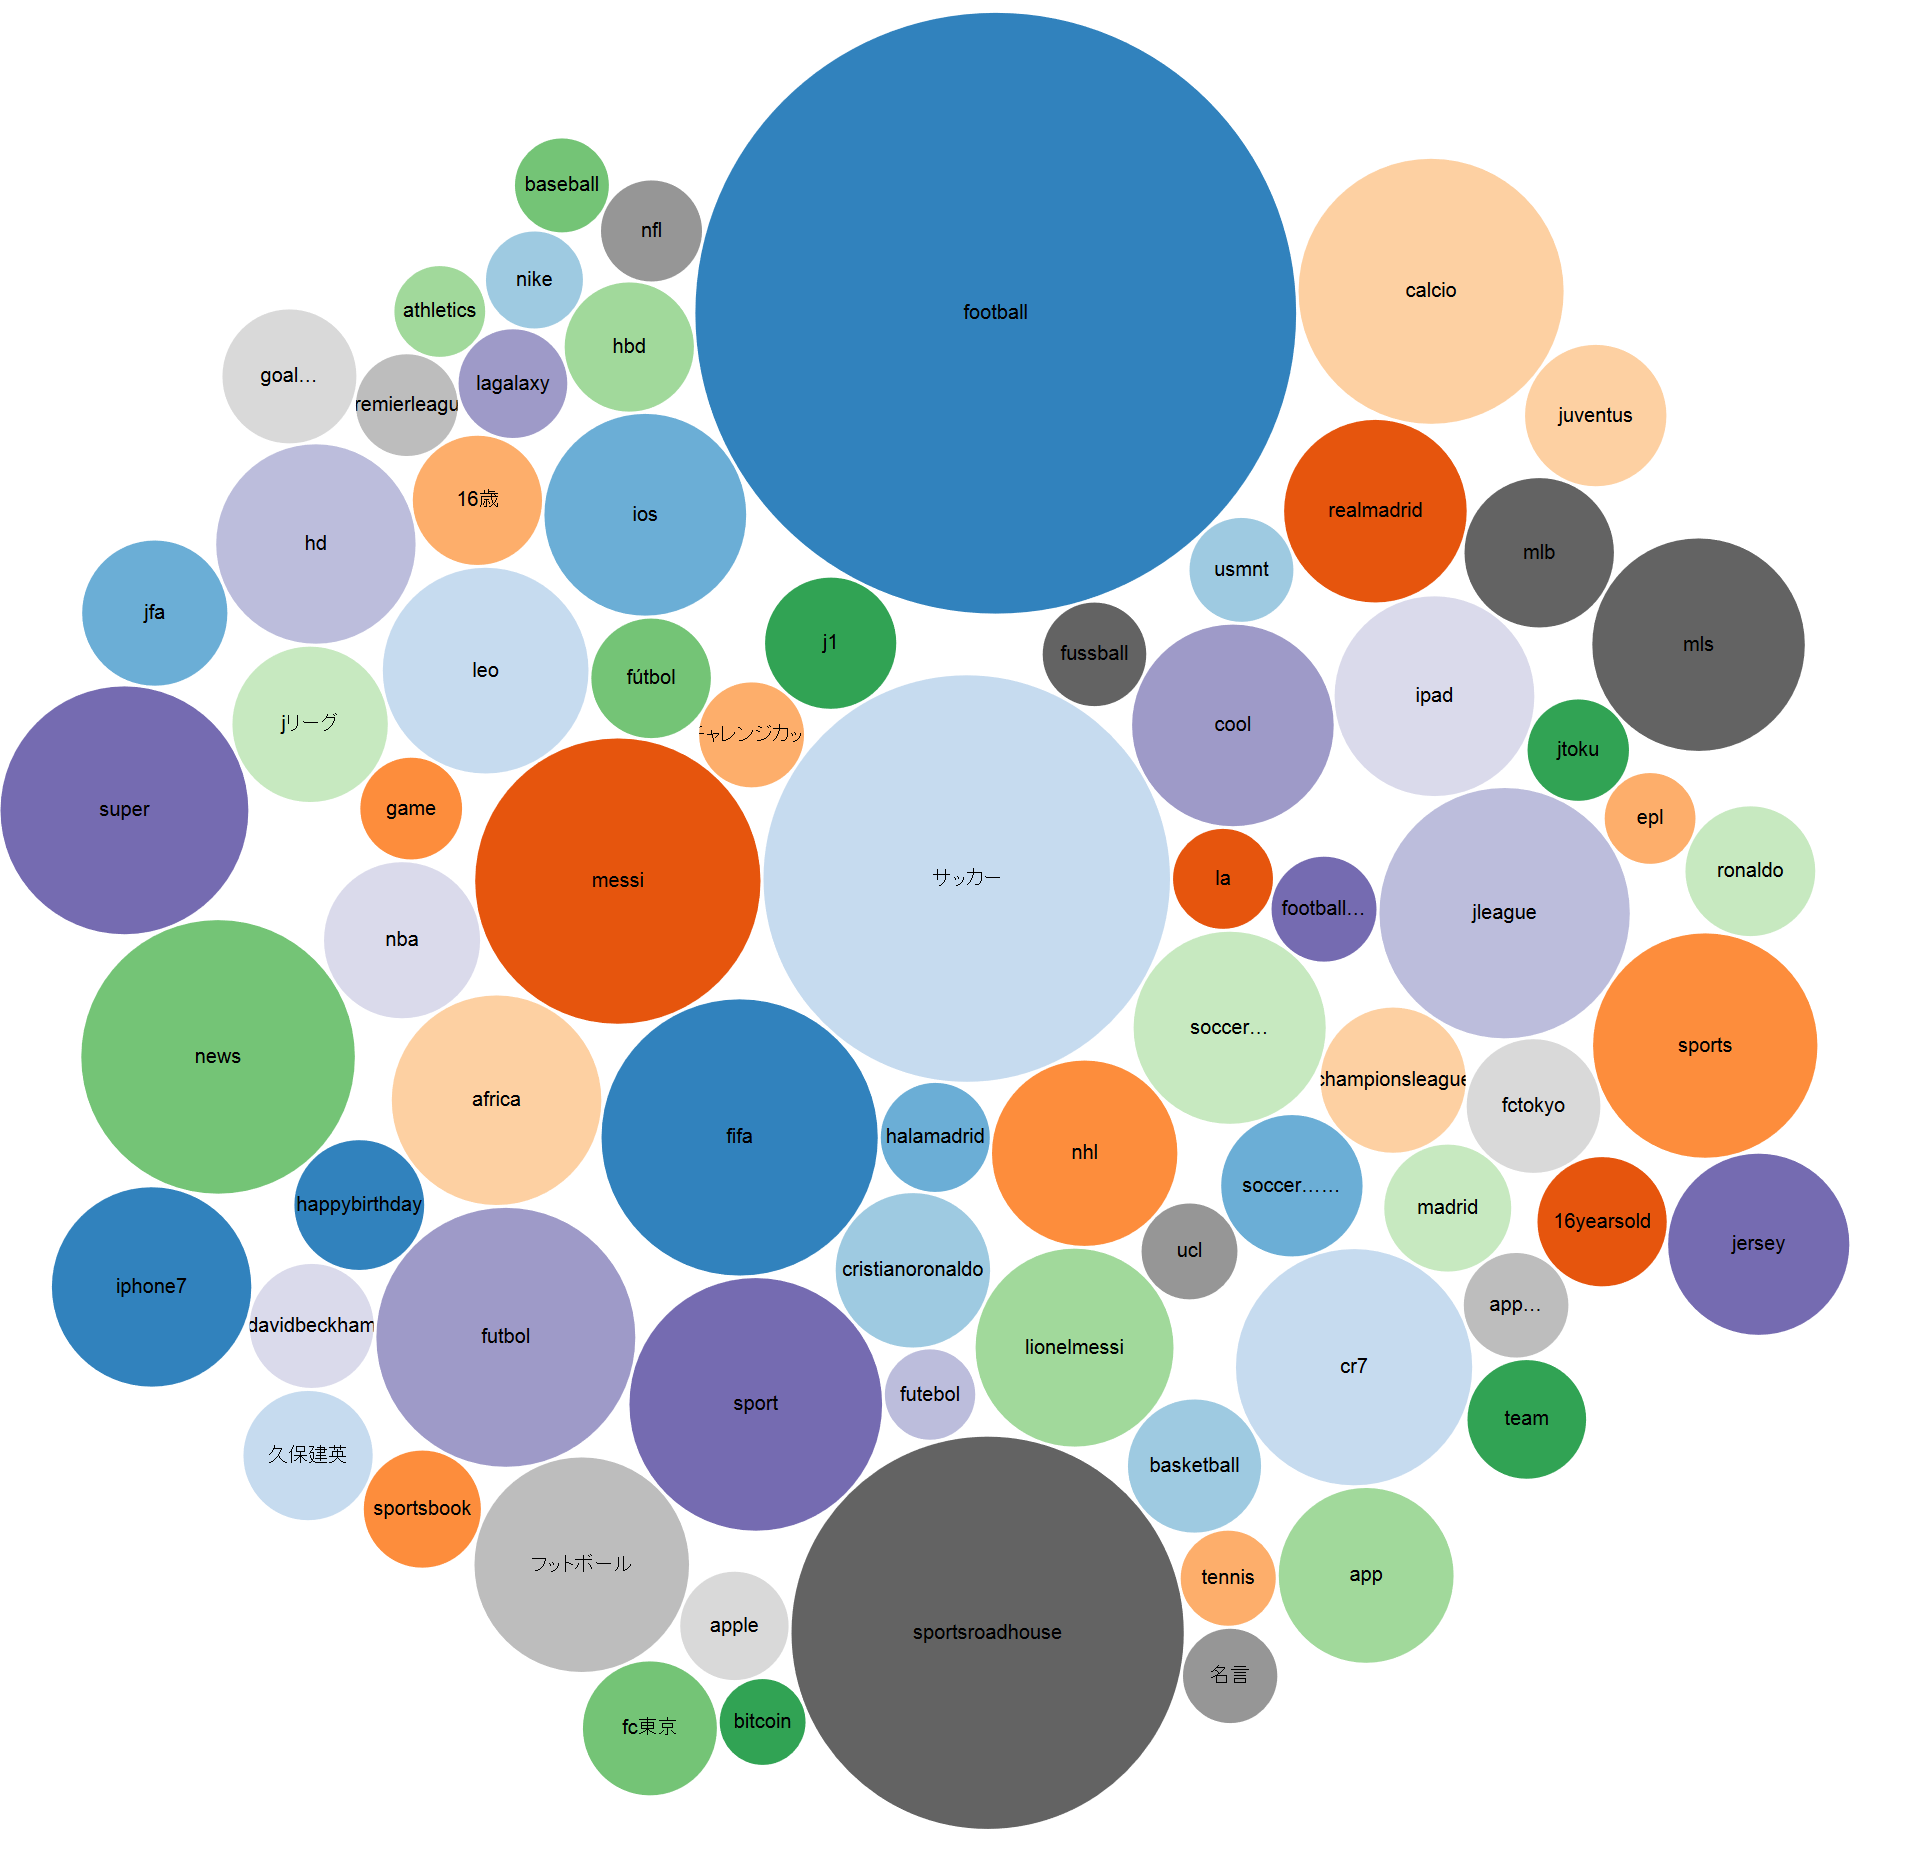 football
calcio
baseball
nfl
nike
athletics
hbd
goal…
remierleagu
lagalaxy
juventus
16歳
ios
realmadrid
hd
mlb
usmnt
jfa
leo
fútbol
j1
fussball
mls
ipad
jリーグ
cool
チャレンジカッ
jtoku
super
game
epl
messi
サッカー
la
football…
jleague
ronaldo
nba
news
soccer…
sports
africa
championsleague
fctokyo
fifa
halamadrid
nhl
soccer……
madrid
happybirthday
16yearsold
jersey
ucl
iphone7
cristianoronaldo
app…
davidbeckham
futbol
lionelmessi
cr7
sport
futebol
team
久保建英
basketball
sportsbook
フットボール
tennis
app
apple
sportsroadhouse
名言
fc東京
bitcoin